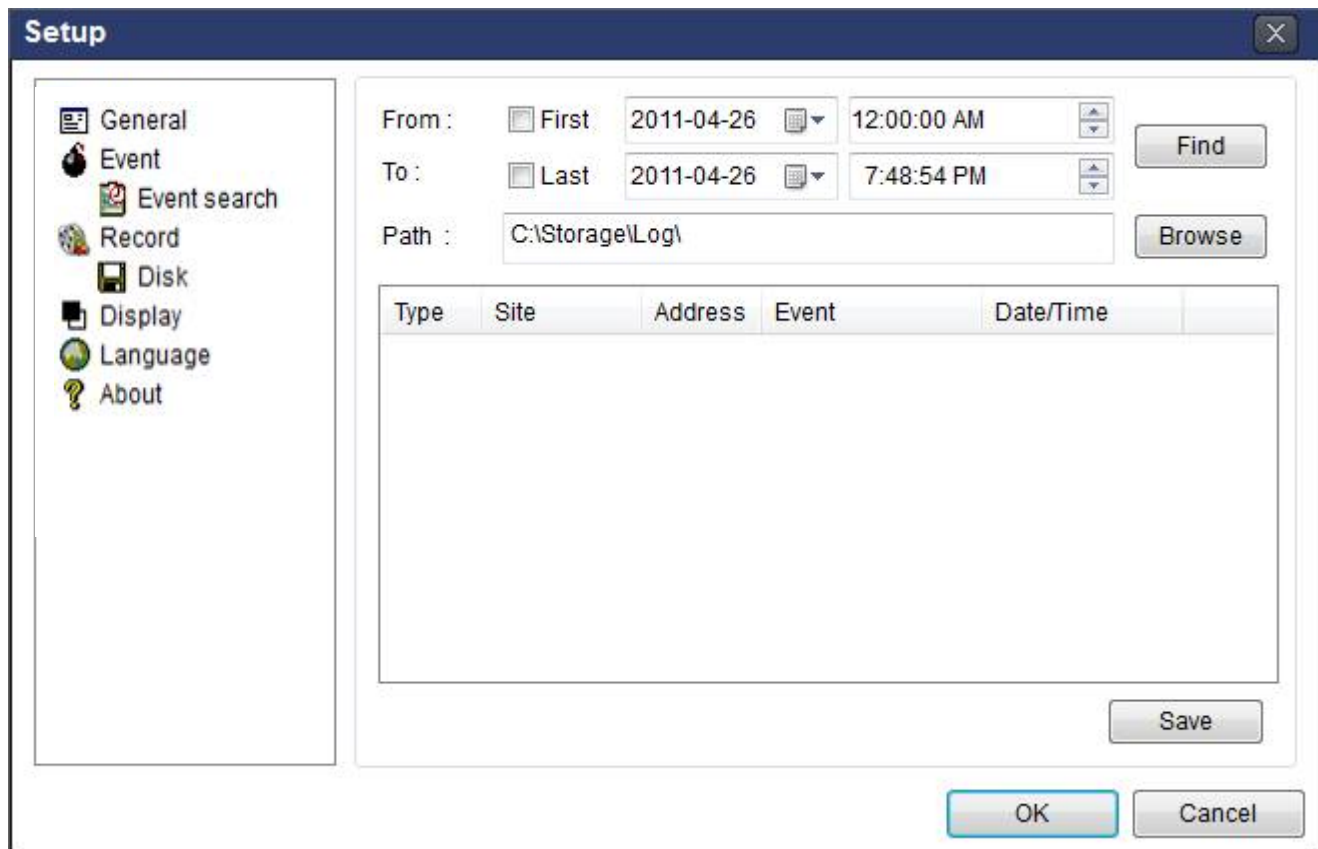 Setup
General
Event
Event search
Record
Disk
Display
Language
About
From : First 2011-04-26 12:00:00 AM
Find
To : Last 2011-04-26 7:48:54 PM
Path : C:\Storage\Log\ Browse
Type Site Address Event Date/Time
Save
OK Cancel